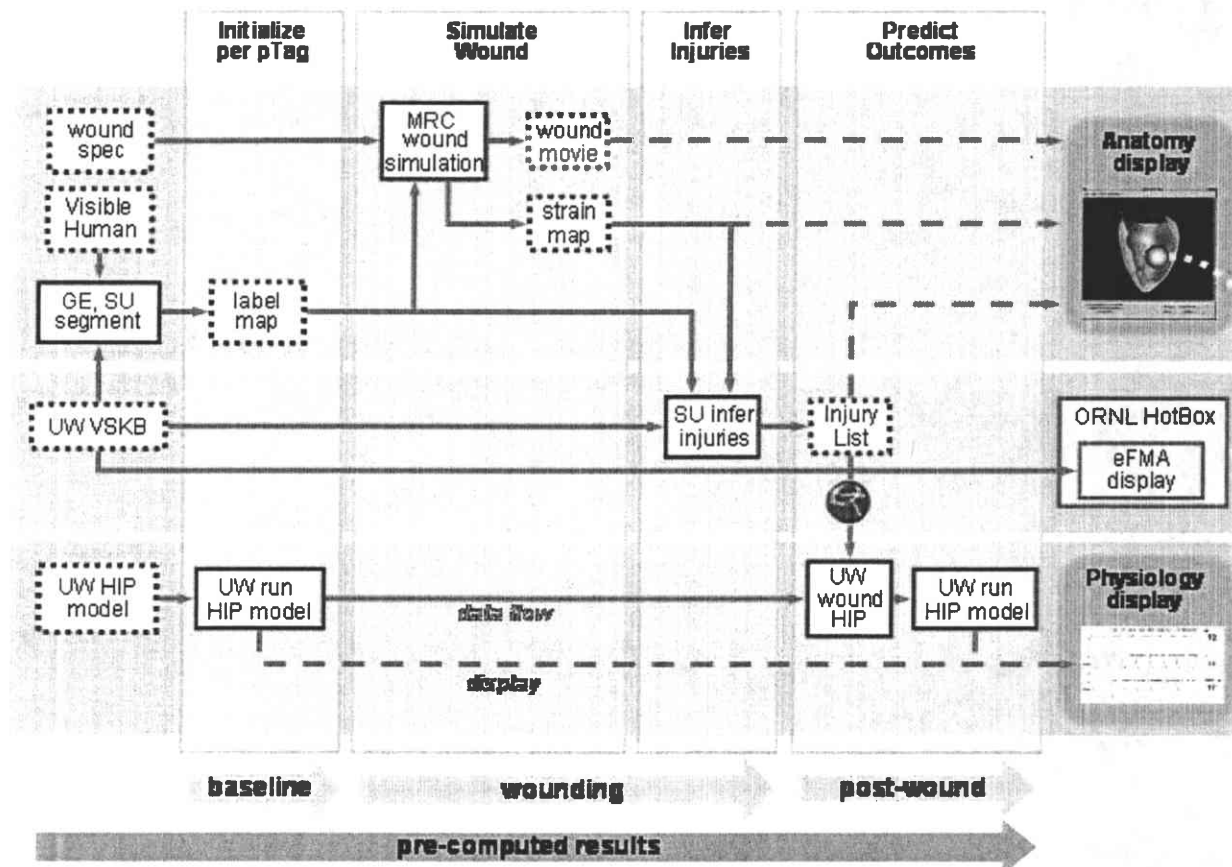 Initialize
per pTag
Simulate
Wound
Infer
Injuries
Predict
Outcomes
wound
spec
MRC
wound
simulation
wound
movie
Anatomy
display
Visible
Human
strain
map
GE, SU
segment
label
map
UW VSKB
SU infer
injuries
Injury
List
ORNL HotBox
eFMA
display
UW HIP
model
UW run
HIP model
data flow
UW
wound
HIP
UW run
HIP model
Physiology
display
display
baseline
wounding
post-wound
pre-computed results